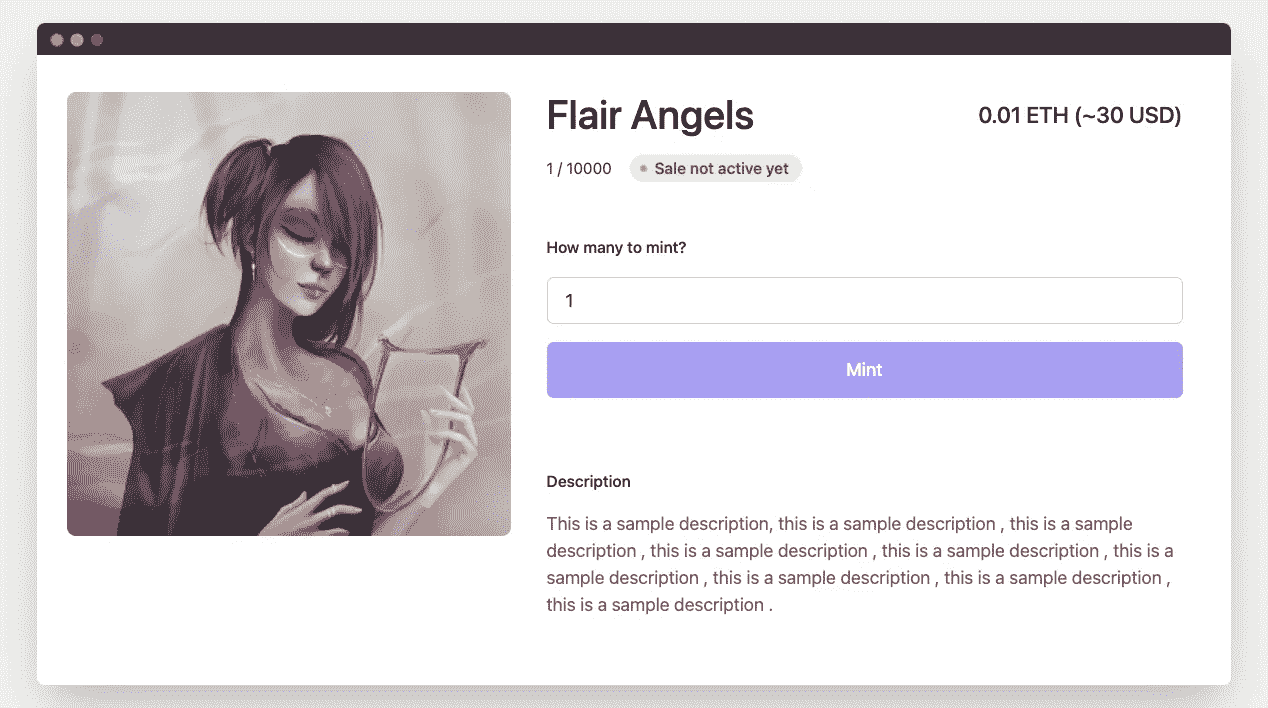 Flair Angels
0.01 ETH (~30 USD)
1 / 10000
Sale not active yet
How many to mint?
1
Mint
Description
This is a sample description, this is a sample description , this is a sample
description , this is a sample description , this is a sample description , this is a
sample description , this is a sample description , this is a sample description ,
this is a sample description .